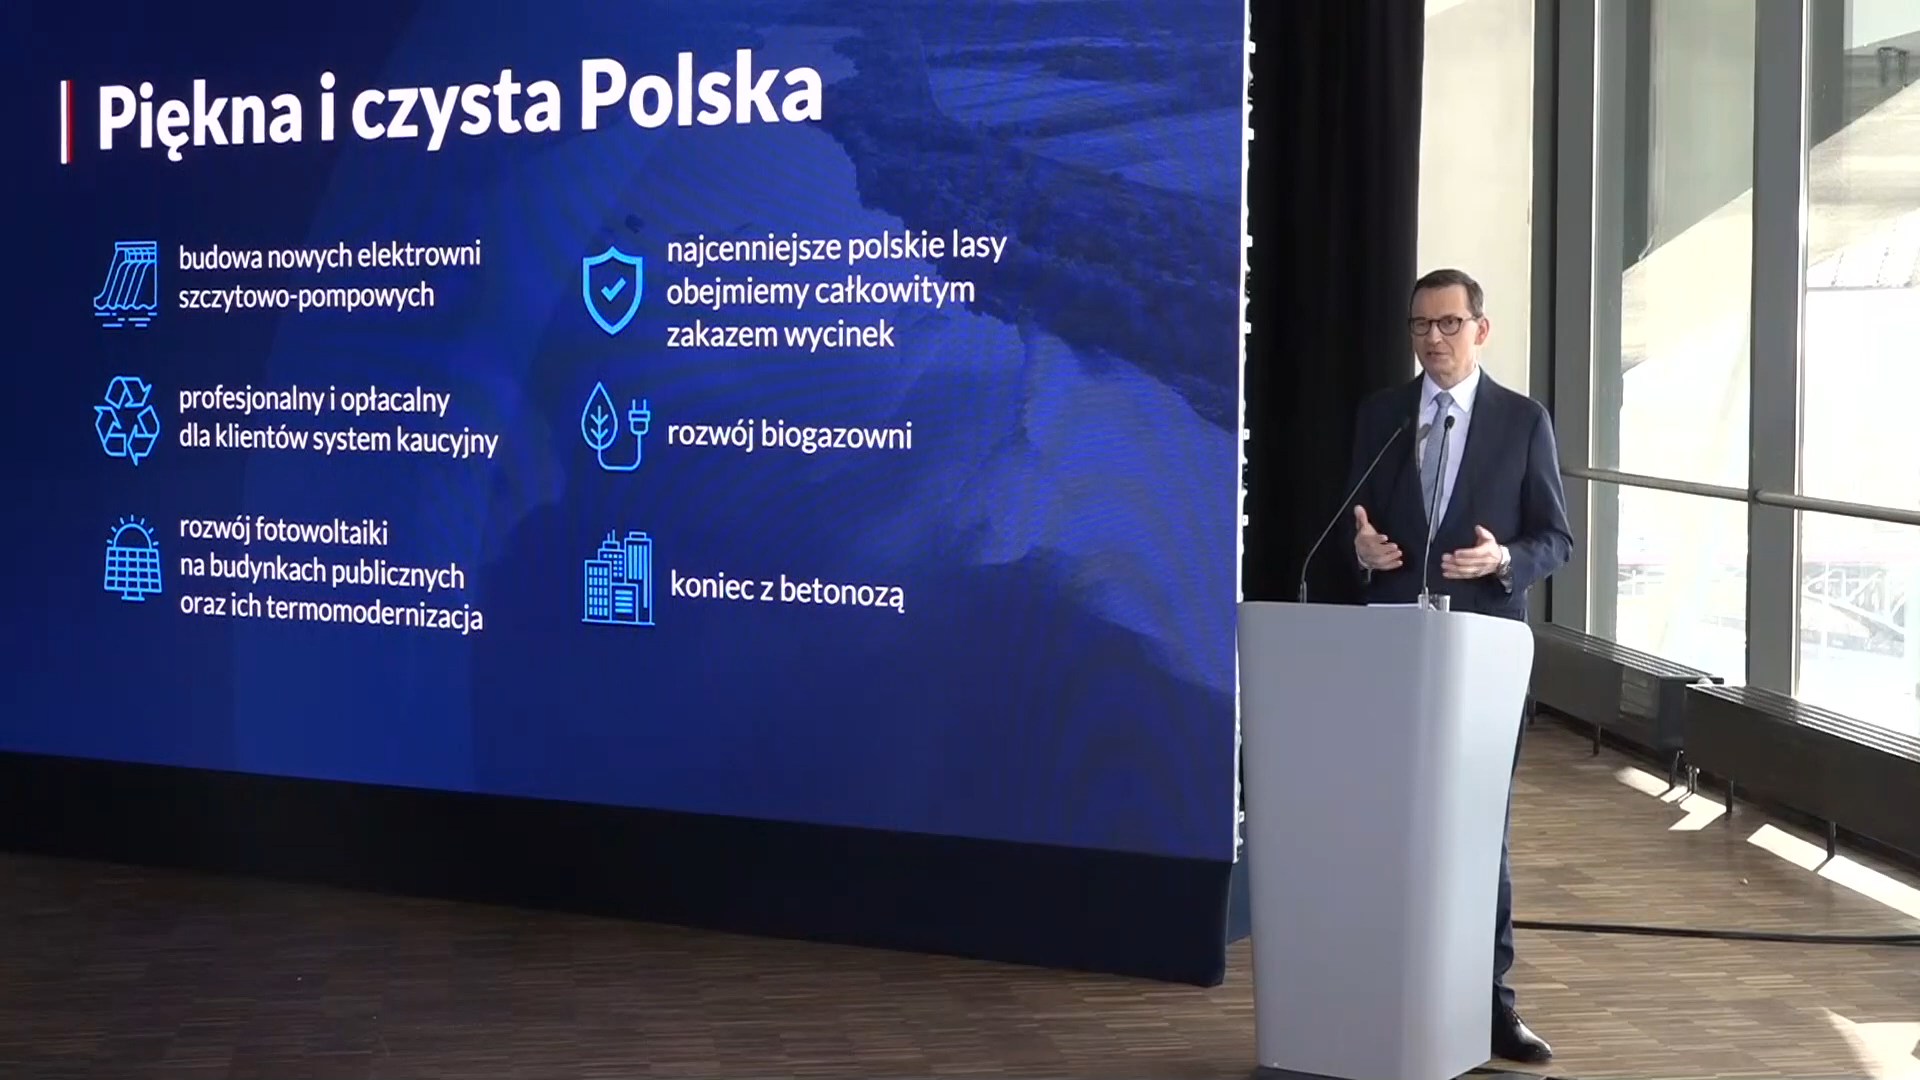 Piękna i czysta Polska
budowa nowych elektrowni
szczytowo-pompowych
profesjonalny i opłacalny
dla klientów system kaucyjny
rozwój fotowoltaiki
na budynkach publicznych
oraz ich termomodernizacja
najcenniejsze polskie lasy
obejmiemy całkowitym
zakazem wycinek
rozwój biogazowni
koniec z betonozą